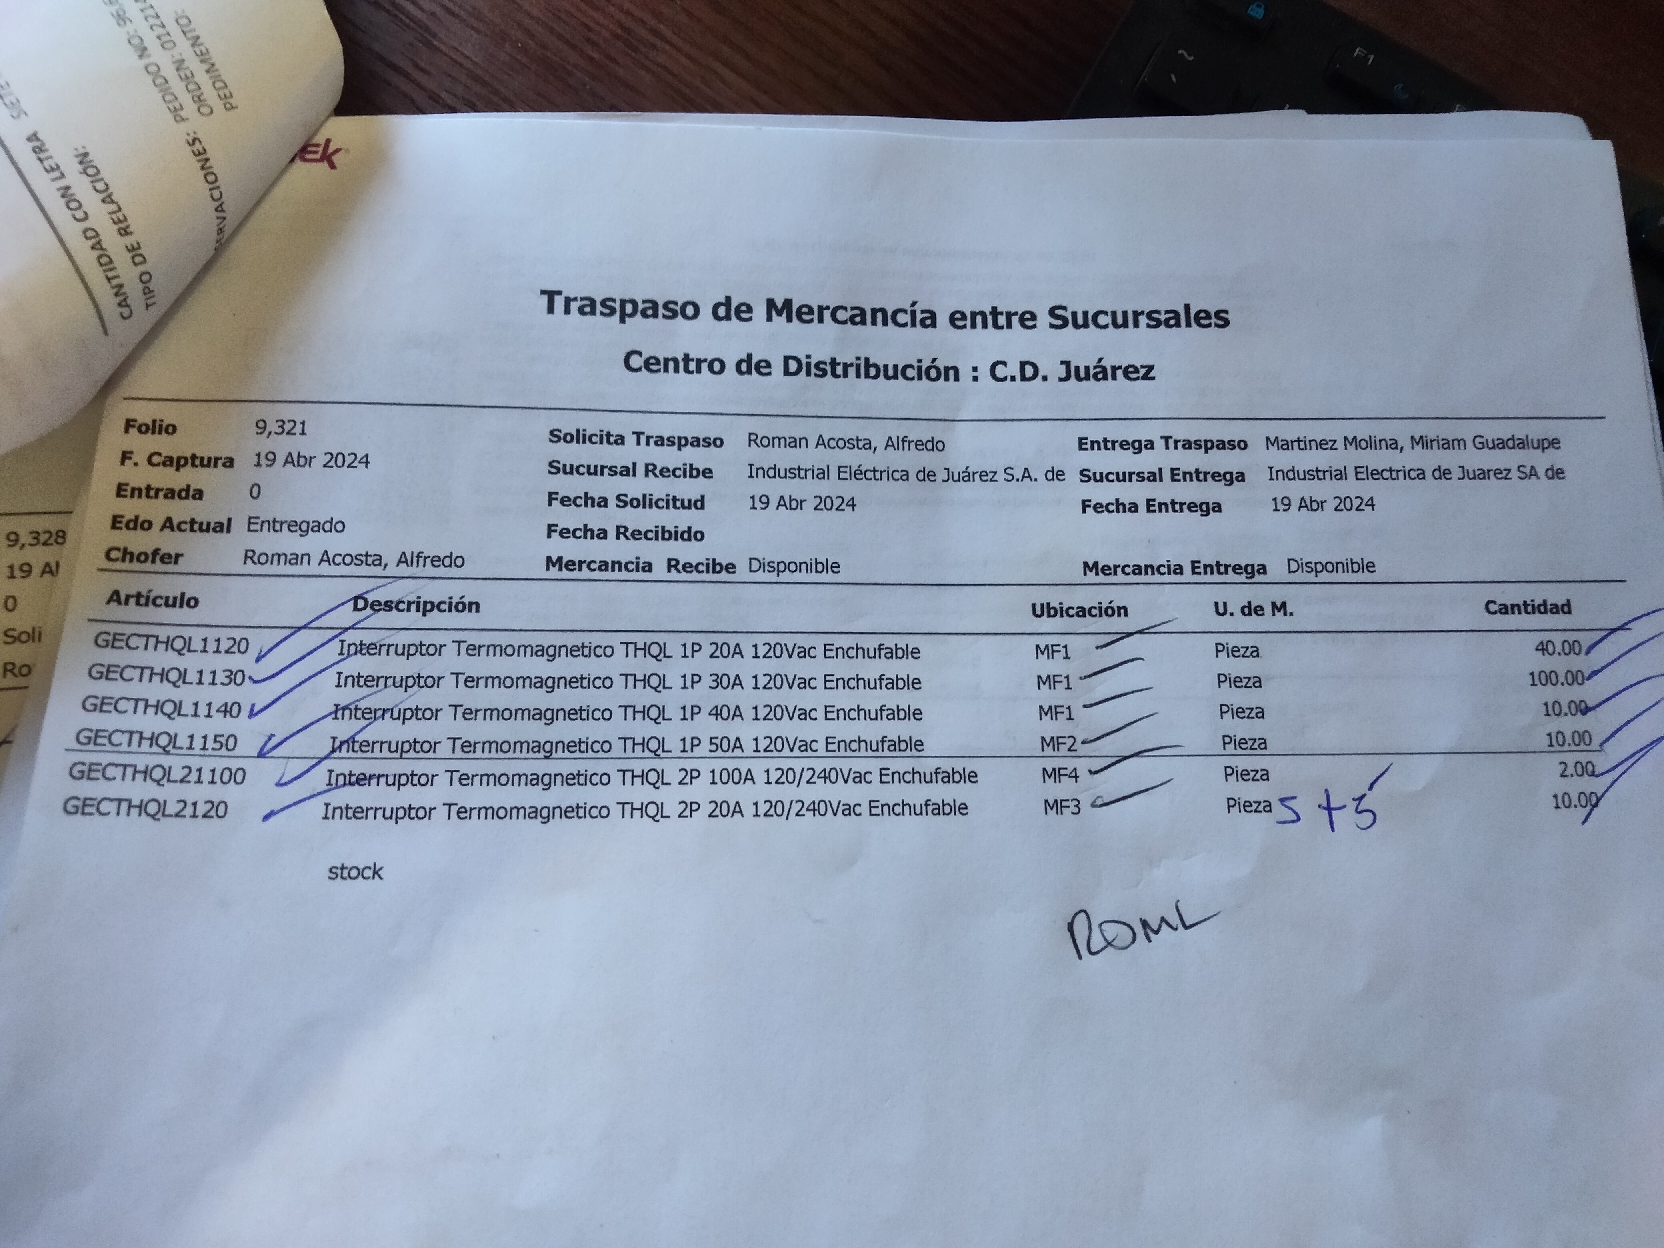 CANTIDAD CON LETRA SIETE
TIPO DE RELACIÓN:
ERVACIONES: PEDIDO NO: 
ORDEN: 
PEDIMENTO:
F1
ek
Traspaso de Mercancía entre Sucursales
Centro de Distribución : C.D. Juárez
Folio 9,321 Solicita Traspaso Roman Acosta, Alfredo Entrega Traspaso Martinez Molina, Miriam Guadalupe
F. Captura 19 Abr 2024 Sucursal Recibe Industrial Eléctrica de Juárez S.A. de Sucursal Entrega Industrial Electrica de Juarez SA de
Entrada 0 Fecha Solicitud 19 Abr 2024 Fecha Entrega 19 Abr 2024
Edo Actual Entregado Fecha Recibido
Chofer Roman Acosta, Alfredo Mercancia Recibe Disponible Mercancia Entrega Disponible
Artículo Descripción Ubicación U. de M. Cantidad
GECTHQL1120 Interruptor Termomagnetico THQL 1P 20A 120Vac Enchufable MF1 Pieza 40.00
GECTHQL1130 Interruptor Termomagnetico THQL 1P 30A 120Vac Enchufable MF1 Pieza 100.00
GECTHQL1140 Interruptor Termomagnetico THQL 1P 40A 120Vac Enchufable MF1 Pieza 10.00
GECTHQL1150 Interruptor Termomagnetico THQL 1P 50A 120Vac Enchufable MF2 Pieza 10.00
GECTHQL21100 Interruptor Termomagnetico THQL 2P 100A 120/240Vac Enchufable MF4 Pieza 2.00
GECTHQL2120 Interruptor Termomagnetico THQL 2P 20A 120/240Vac Enchufable MF3 Pieza 5+5 10.00
stock
ROML
9,328
19 Al
0
Soli
Ro